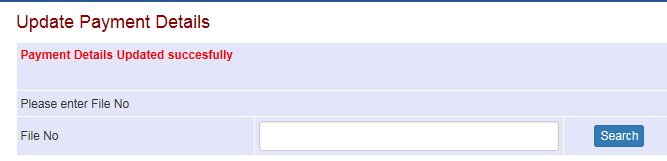 Update Payment Details
Payment Details Updated succesfully
Please enter File No
File No
Search